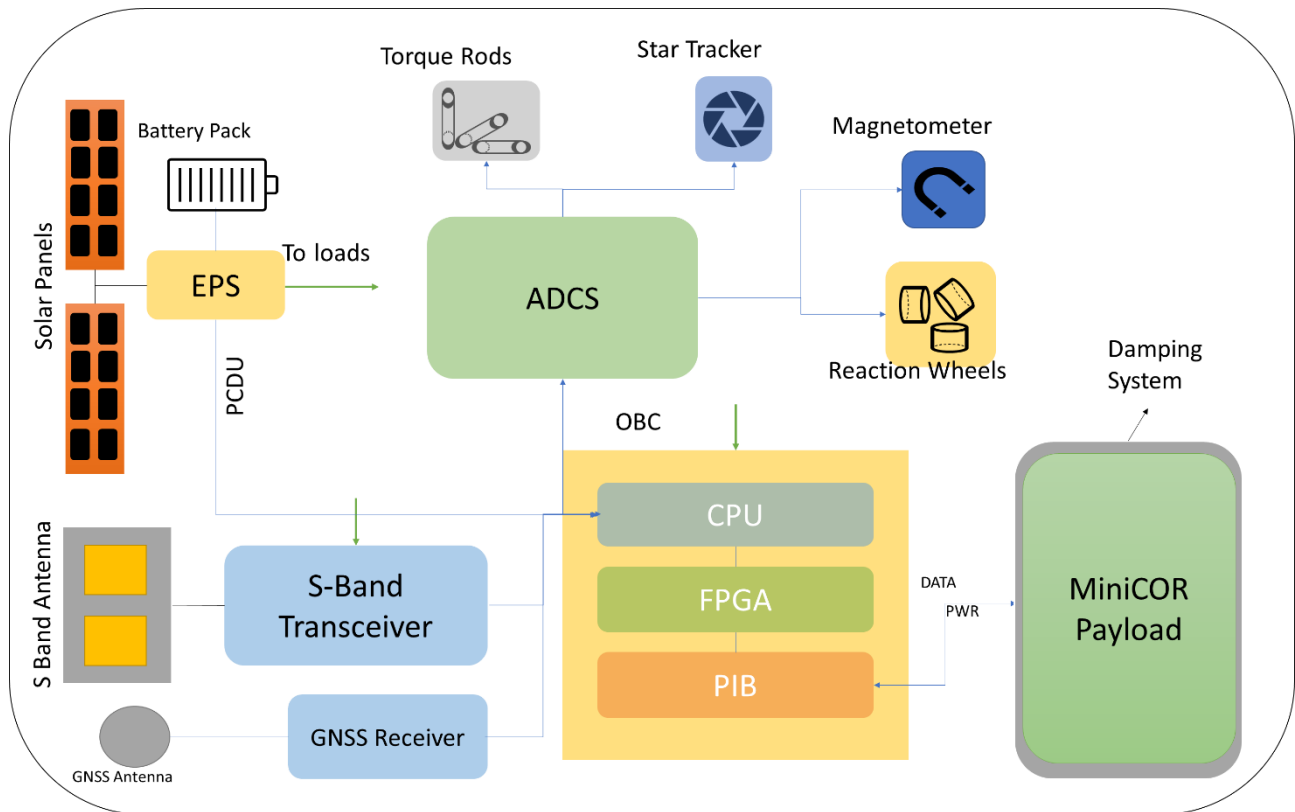 Torque Rods
Star Tracker
Battery Pack
Magnetometer
Solar Panels
To loads
EPS
ADCS
PCDU
Reaction Wheels
Damping
System
OBC
CPU
S Band Antenna
S-Band
Transceiver
FPGA
DATA
PWR
MiniCOR
Payload
PIB
GNSS Receiver
GNSS Antenna